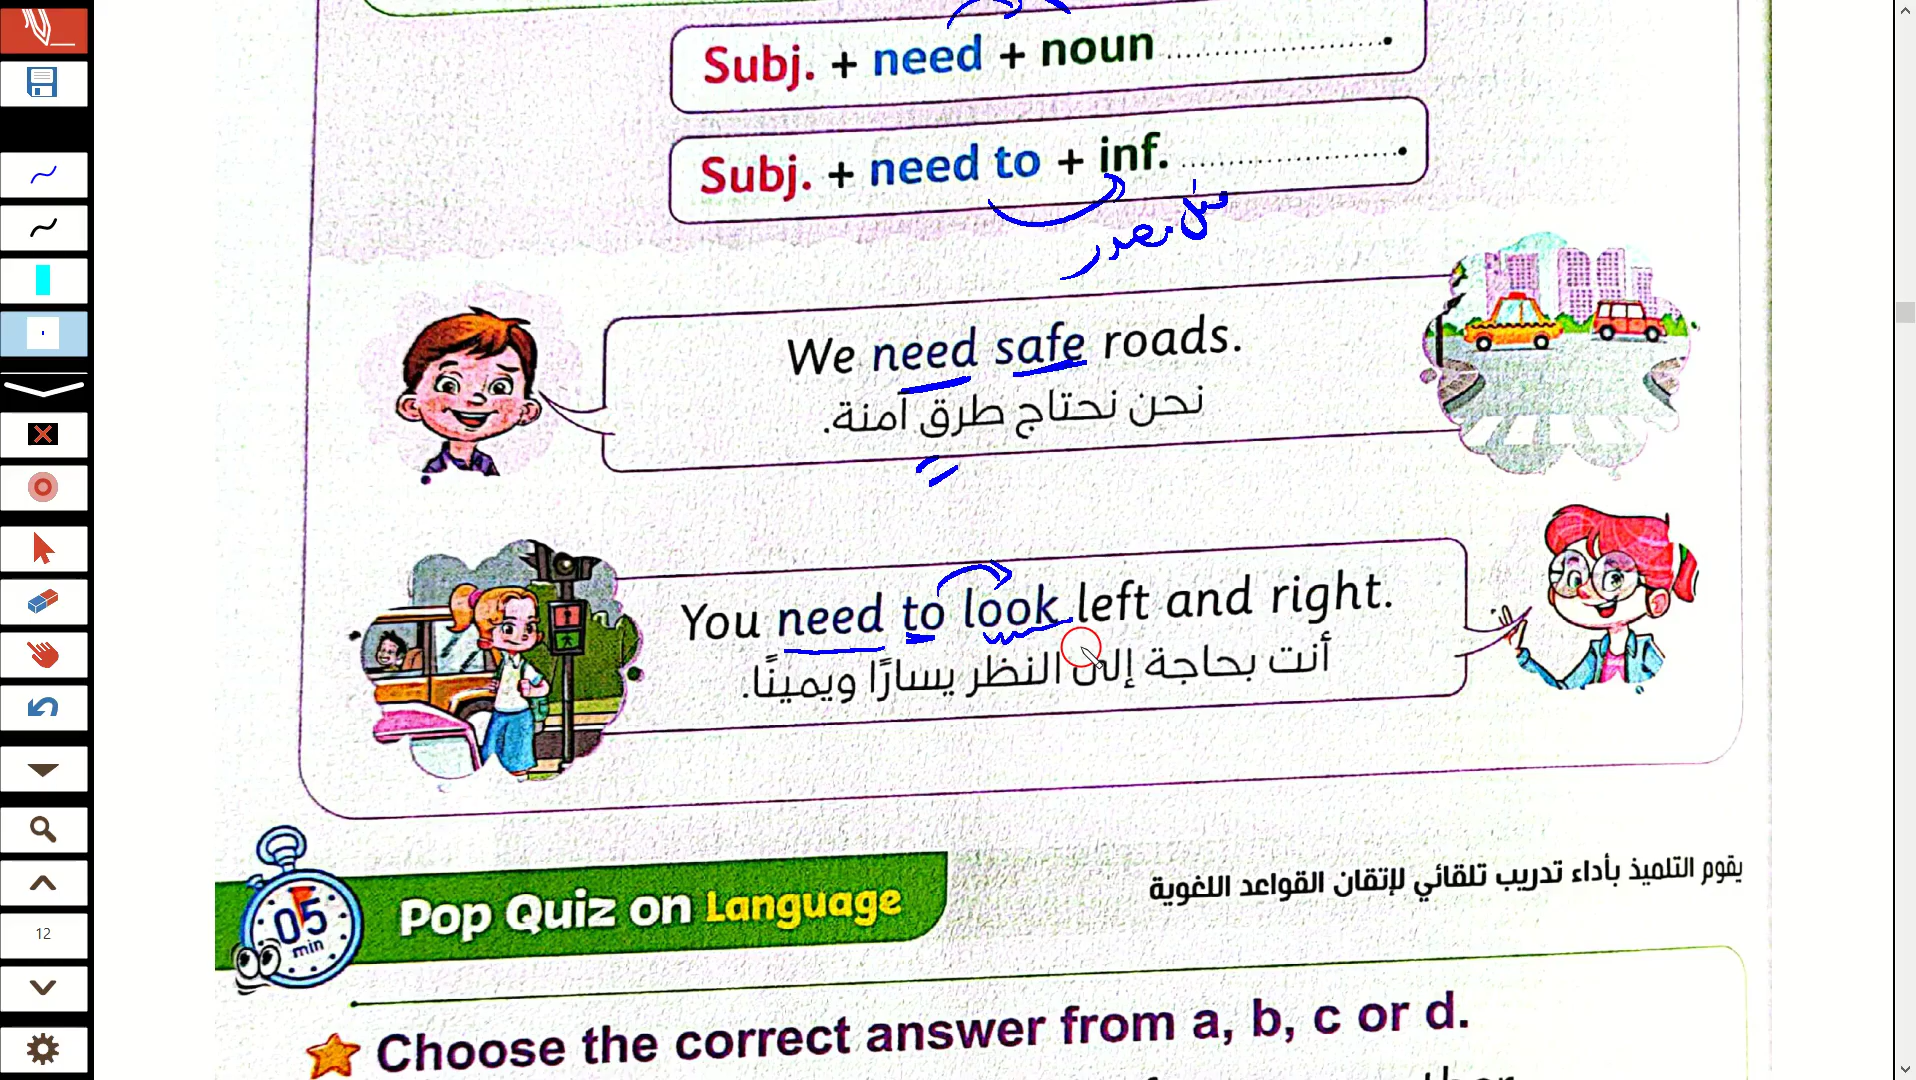 Subj. + need + noun ........................
Subj. + need to + inf. ........................
We need safe roads.
نحن نحتاج طرق آمنة.
You need to look left and right.
أنت بحاجة إلى النظر يسارًا ويمينًا.
05
min
Pop Quiz on Language
يقوم التلميذ بأداء تدريب تلقائي لإتقان القواعد اللغوية
Choose the correct answer from a, b, c or d.
12